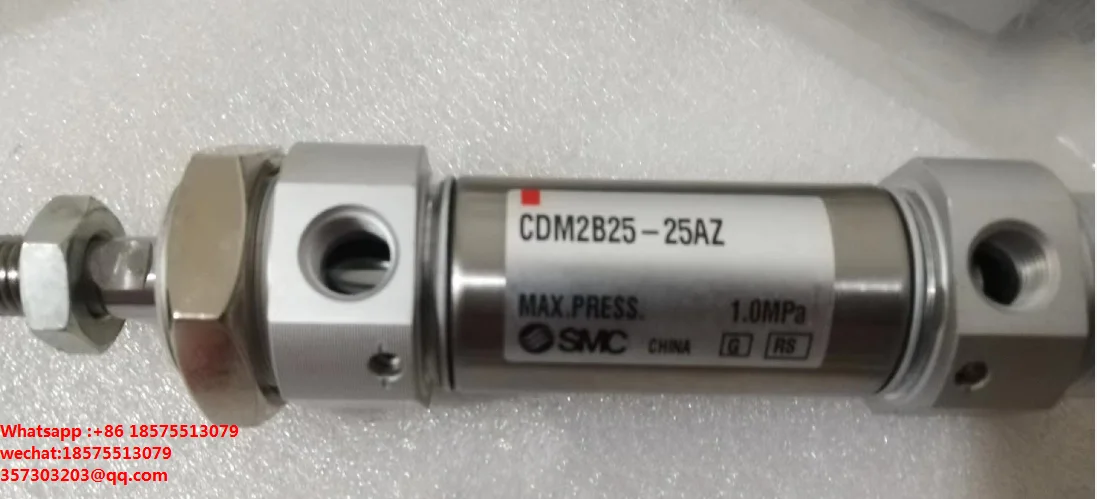 CDM2B25-25AZ
MAX.PRESS. 1.0MPa
SMC CHINA G RS
Whatsapp :+86 18575513079
wechat:18575513079
357303203@qq.com